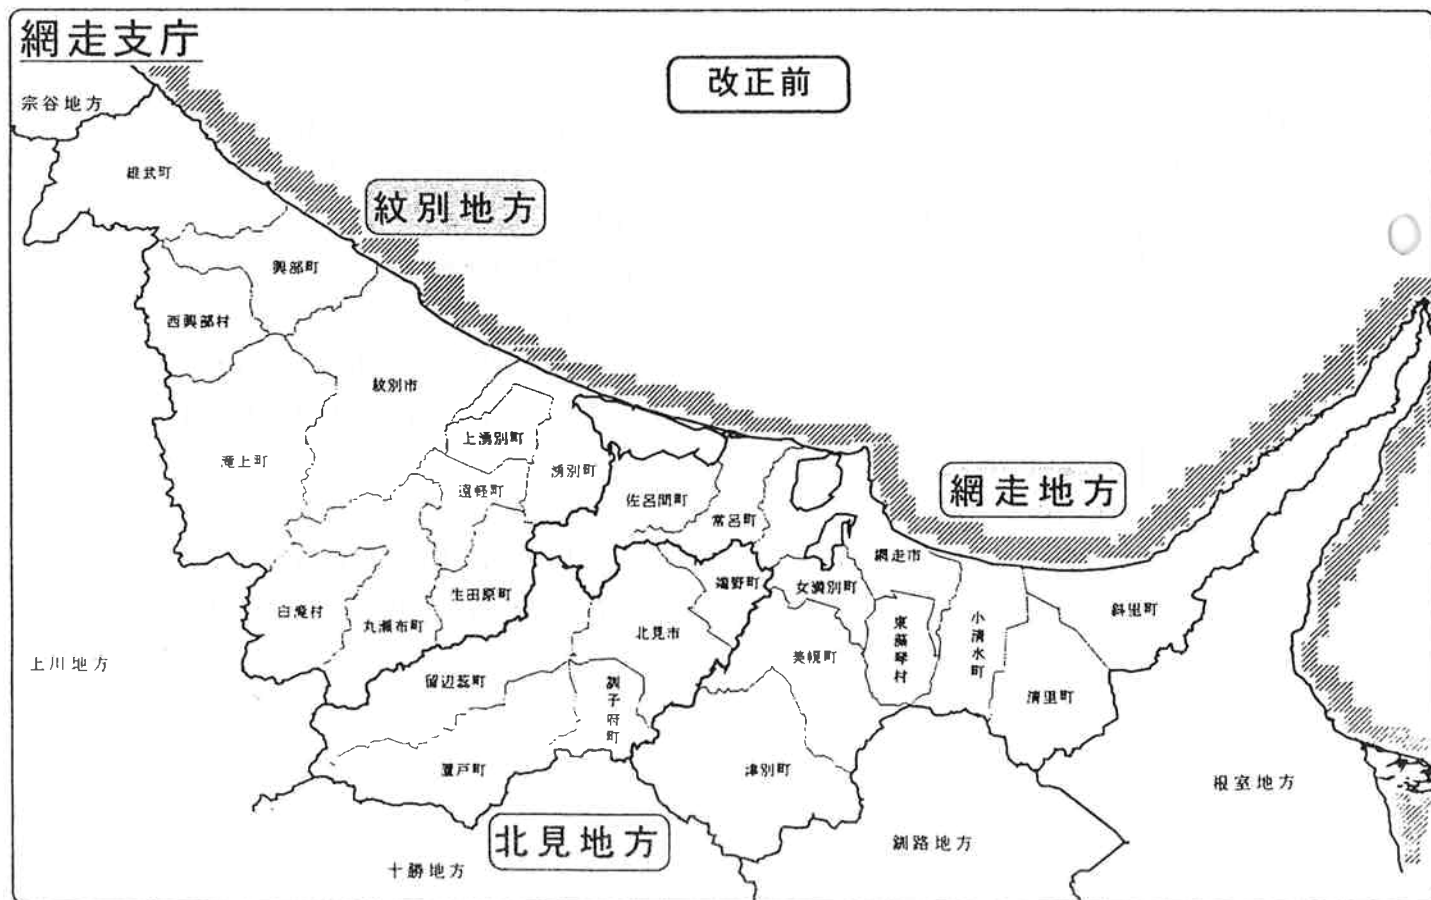 網走支庁
改正前
宗谷地方
雄武町
紋別地方
興部町
西興部村
紋別市
上湧別町
滝上町
湧別町
遠軽町
佐呂間町
常呂町
網走地方
網走市
端野町
女満別町
生田原町
白滝村
丸瀬布町
北見市
東藻琴村
小清水町
斜里町
美幌町
上川地方
留辺蘂町
訓子府町
清里町
置戸町
津別町
根室地方
北見地方
釧路地方
十勝地方